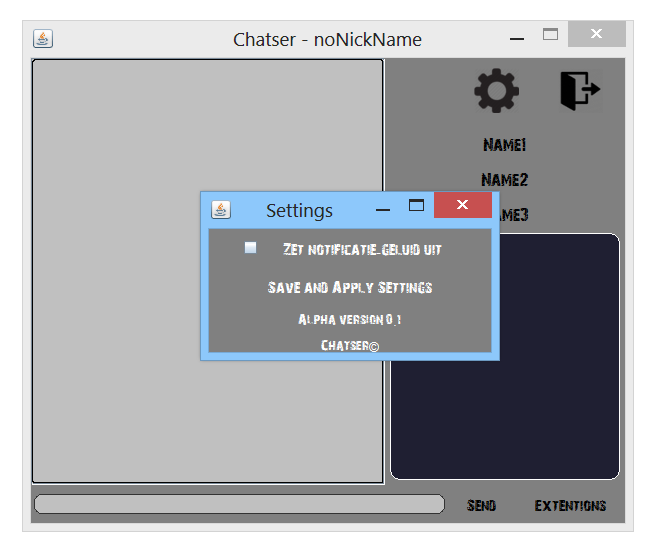 Chatser - noNickName
NAME1
NAME2
AME3
Settings
ZET NOTIFICATIE-GELUID UIT
SAVE AND APPLY SETTINGS
ALPHA VERSION 0.1
CHATSER©
SEND
EXTENTIONS